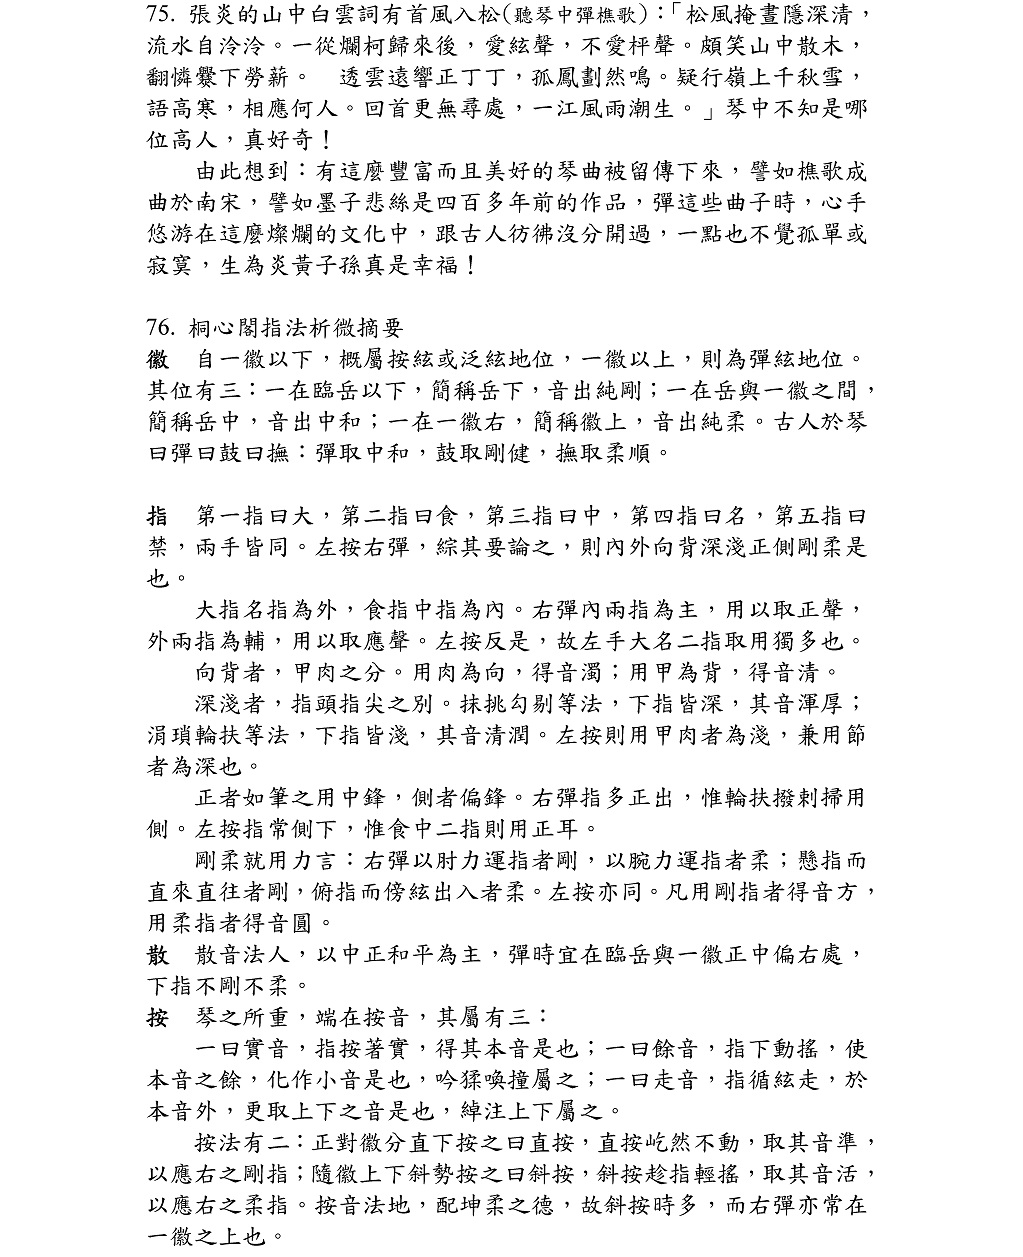 75. 張炎的山中白雲詞有首風入松(聽琴中彈樵歌)：「松風掩晝隱深清，
流水自泠泠。一從爛柯歸來後，愛絃聲，不愛枰聲。頗笑山中散木，
翻憐爨下勞薪。　透雲遠響正丁丁，孤鳳劃然鳴。疑行嶺上千秋雪，
語高寒，相應何人。回首更無尋處，一江風雨潮生。」琴中不知是哪
位高人，真好奇！
　　由此想到：有這麼豐富而且美好的琴曲被留傳下來，譬如樵歌成
曲於南宋，譬如墨子悲絲是四百多年前的作品，彈這些曲子時，心手
悠游在這麼燦爛的文化中，跟古人彷彿沒分開過，一點也不覺孤單或
寂寞，生為炎黃子孫真是幸福！
76. 桐心閣指法析微摘要
徽　自一徽以下，概屬按絃或泛絃地位，一徽以上，則為彈絃地位。
其位有三：一在臨岳以下，簡稱岳下，音出純剛；一在岳與一徽之間，
簡稱岳中，音出中和；一在一徽右，簡稱徽上，音出純柔。古人於琴
曰彈曰鼓曰撫：彈取中和，鼓取剛健，撫取柔順。
指　第一指曰大，第二指曰食，第三指曰中，第四指曰名，第五指曰
禁，兩手皆同。左按右彈，綜其要論之，則內外向背深淺正側剛柔是
也。
　　大指名指為外，食指中指為內。右彈內兩指為主，用以取正聲，
外兩指為輔，用以取應聲。左按反是，故左手大名二指取用獨多也。
　　向背者，甲肉之分。用肉為向，得音濁；用甲為背，得音清。
　　深淺者，指頭指尖之別。抹挑勾剔等法，下指皆深，其音渾厚；
涓瑣輪扶等法，下指皆淺，其音清潤。左按則用甲肉者為淺，兼用節
者為深也。
　　正者如筆之用中鋒，側者偏鋒。右彈指多正出，惟輪扶撥剌掃用
側。左按指常側下，惟食中二指則用正耳。
　　剛柔就用力言：右彈以肘力運指者剛，以腕力運指者柔；懸指而
直來直往者剛，俯指而傍絃出入者柔。左按亦同。凡用剛指者得音方，
用柔指者得音圓。
散　散音法人，以中正和平為主，彈時宜在臨岳與一徽正中偏右處，
下指不剛不柔。
按　琴之所重，端在按音，其屬有三：
　　一曰實音，指按著實，得其本音是也；一曰餘音，指下動搖，使
本音之餘，化作小音是也，吟猱喚撞屬之；一曰走音，指循絃走，於
本音外，更取上下之音是也，綽注上下屬之。
　　按法有二：正對徽分直下按之曰直按，直按屹然不動，取其音準，
以應右之剛指；隨徽上下斜勢按之曰斜按，斜按趁指輕搖，取其音活，
以應右之柔指。按音法地，配坤柔之德，故斜按時多，而右彈亦常在
一徽之上也。